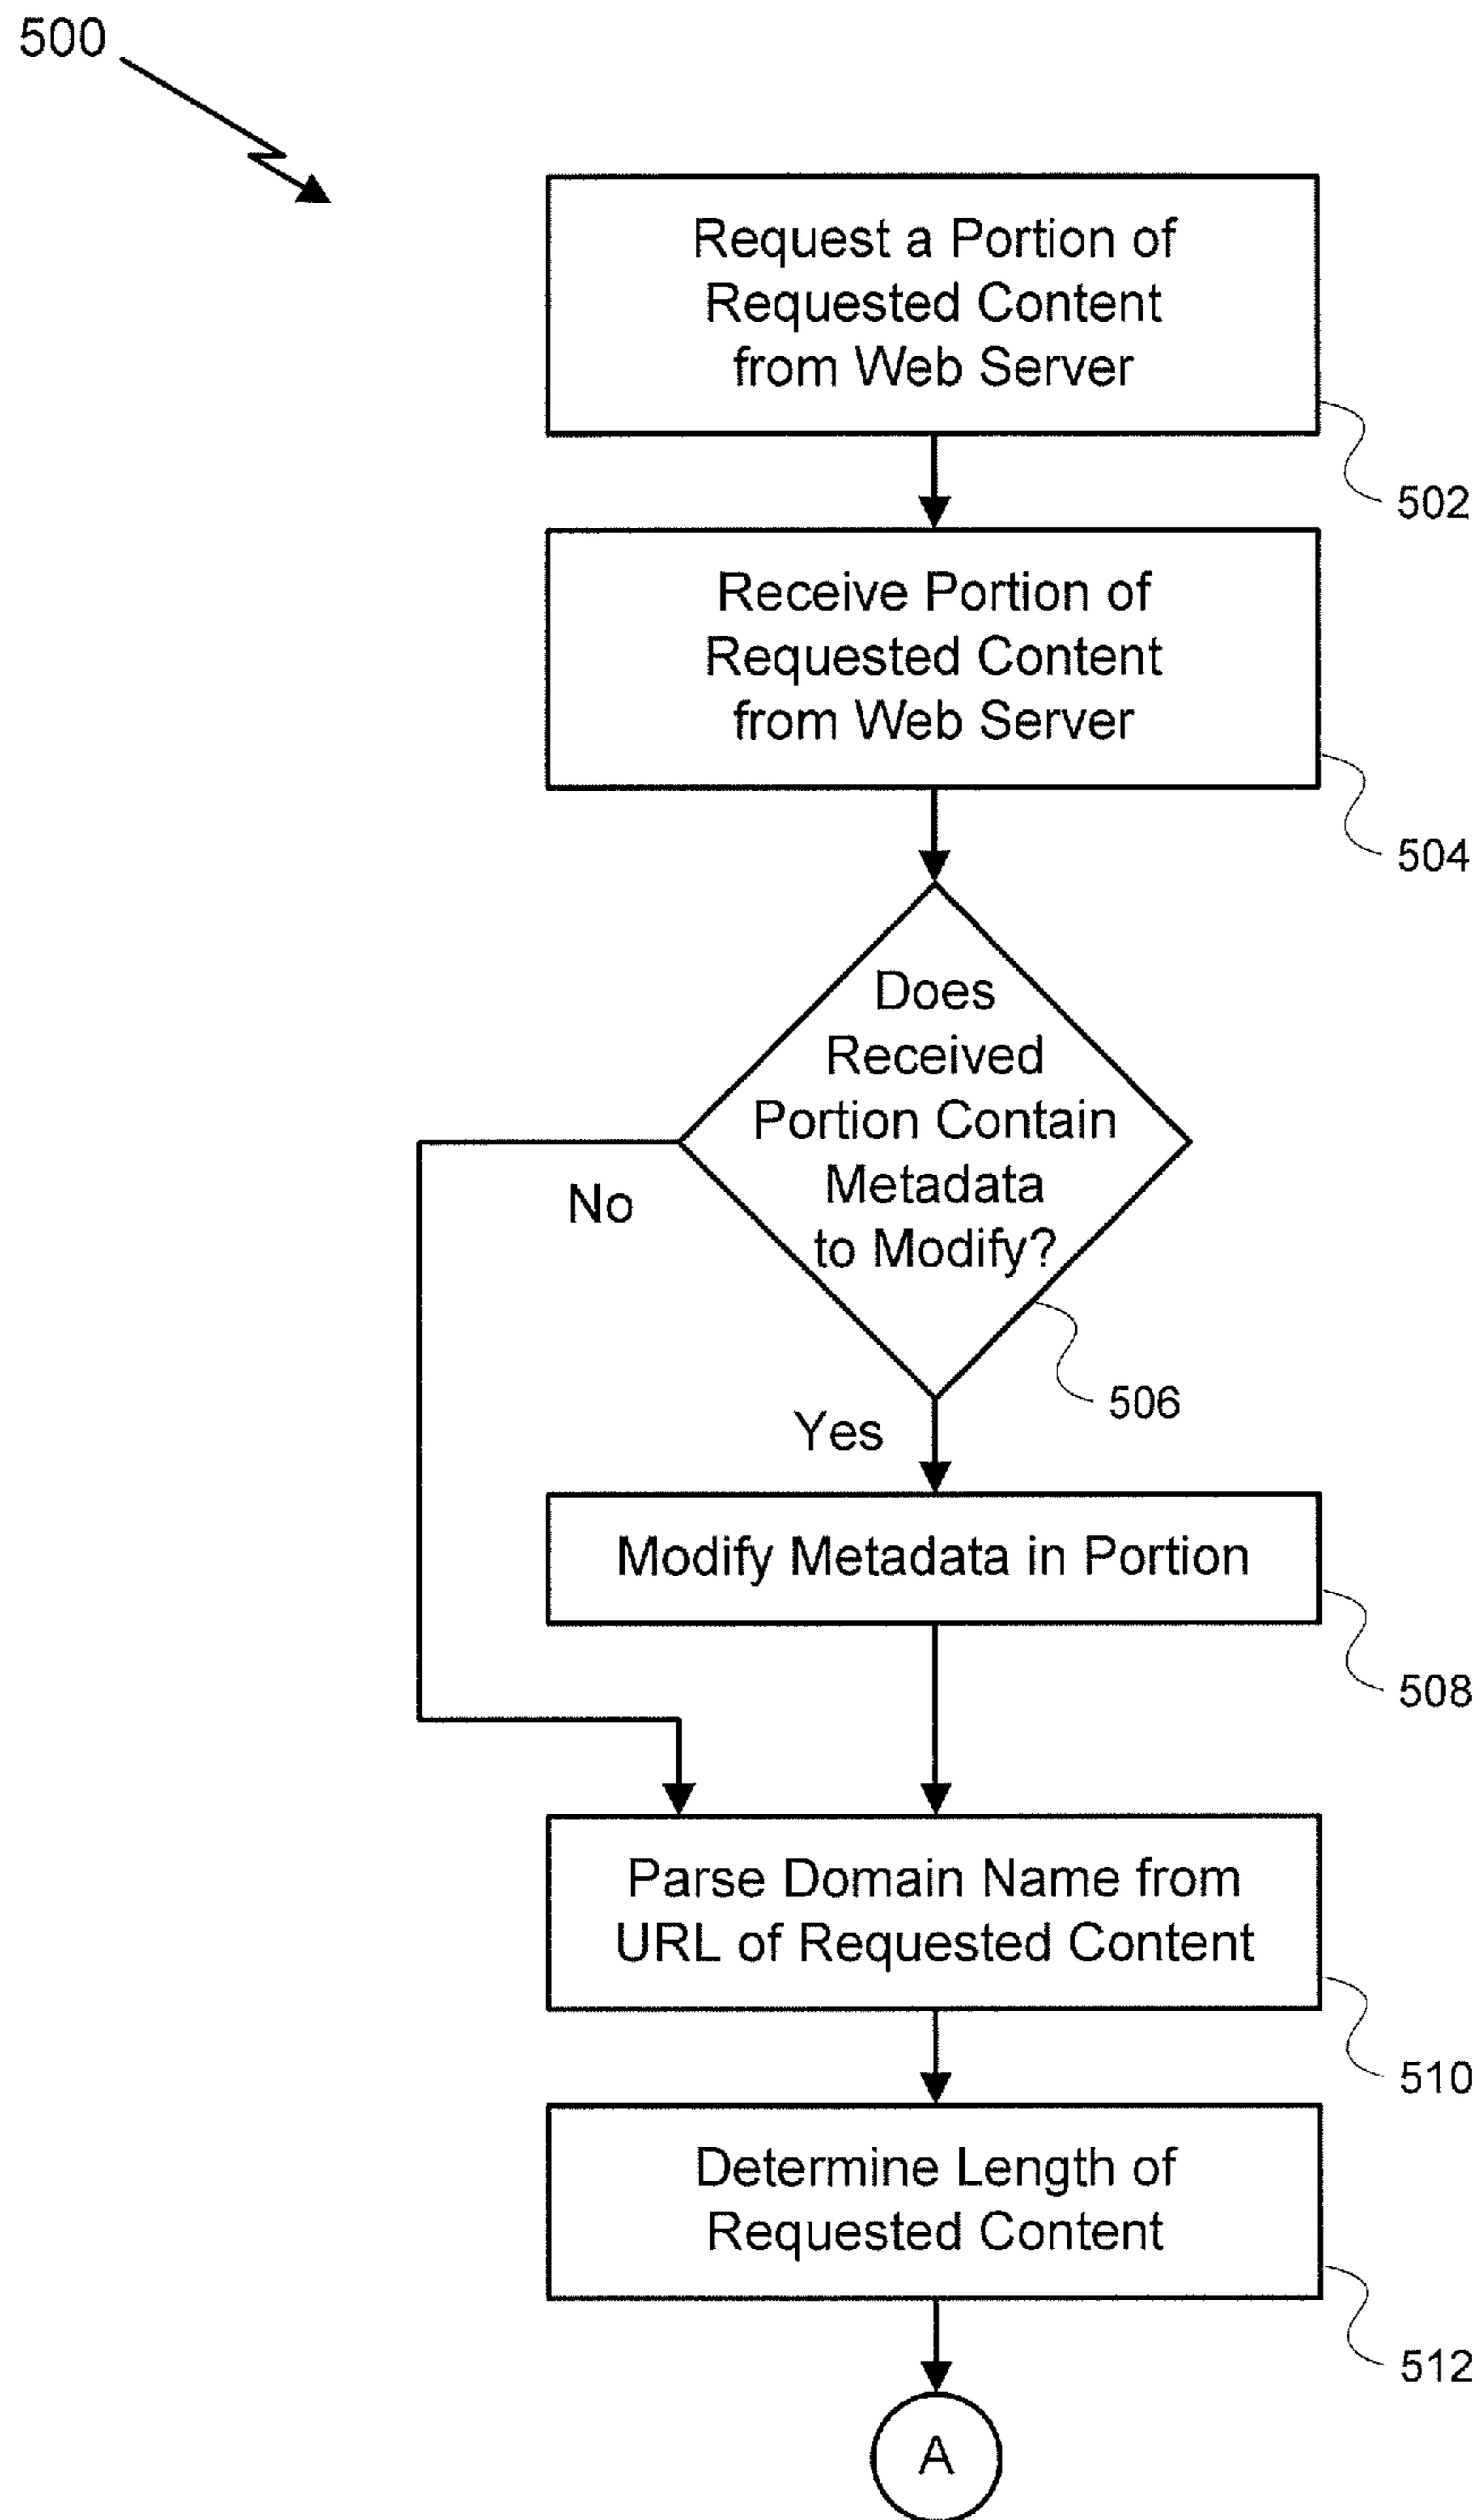 500
Request a Portion of
Requested Content
from Web Server
502
Receive Portion of
Requested Content
from Web Server
504
Does
Received
Portion Contain
Metadata
to Modify?
No
506
Yes
Modify Metadata in Portion
508
Parse Domain Name from
URL of Requested Content
510
Determine Length of
Requested Content
512
A